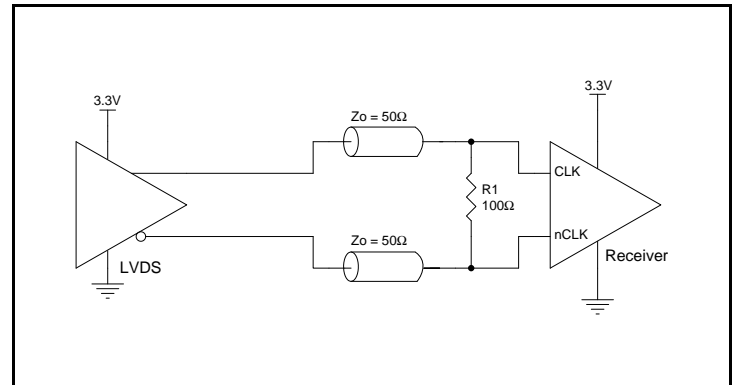 3.3V
3.3V
Zo = 50Ω
CLK
R1
100Ω
nCLK
Zo = 50Ω
Receiver
LVDS